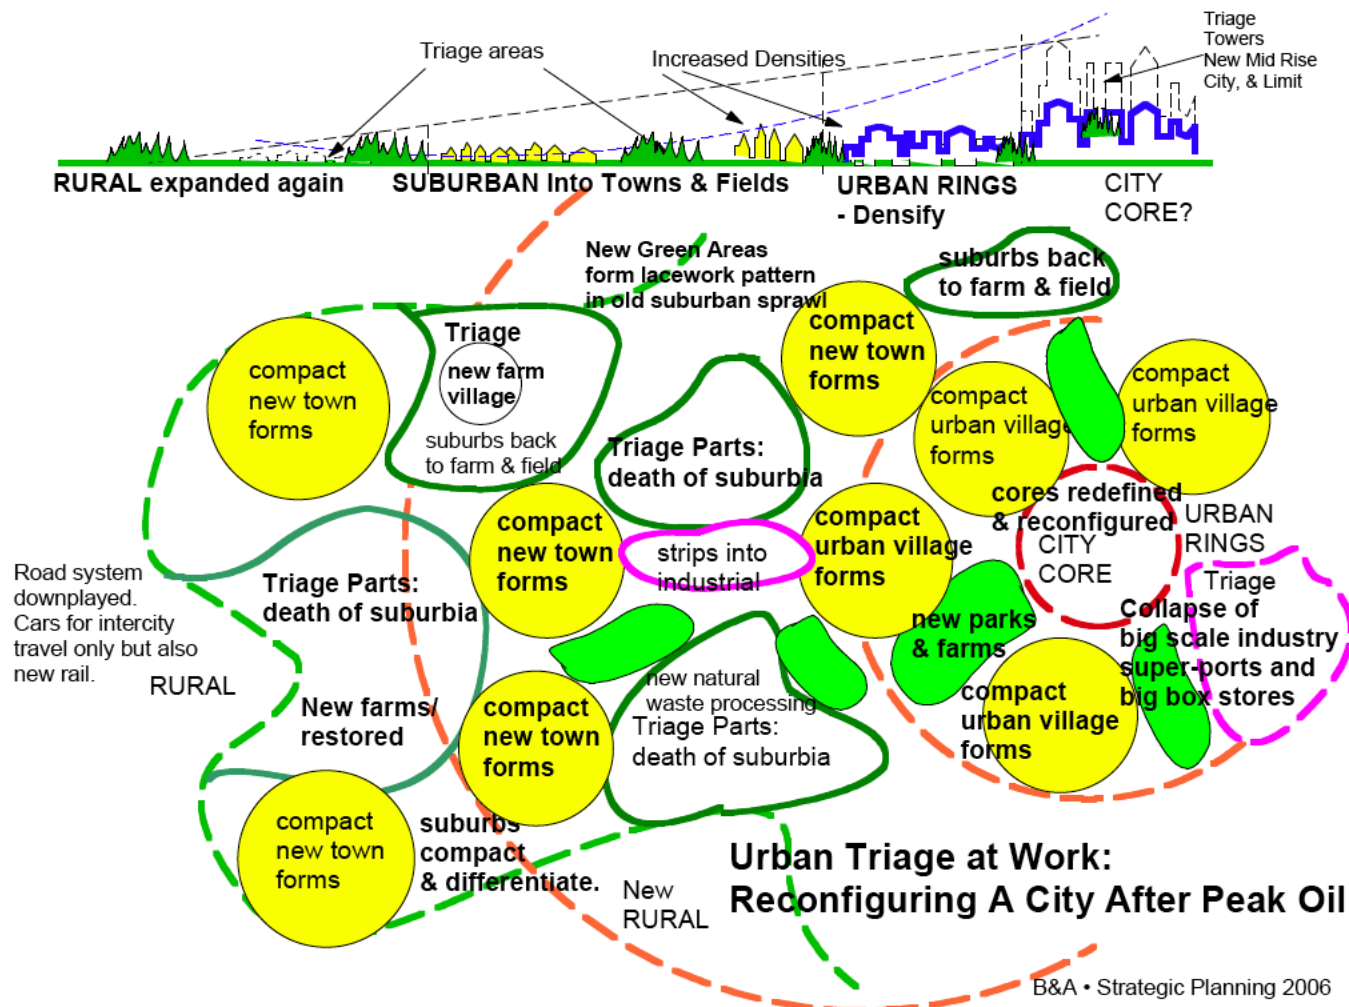 Triage
Towers
New Mid Rise
City, & Limit
Triage areas
Increased Densities
RURAL expanded again
SUBURBAN Into Towns & Fields
URBAN RINGS
- Densify
CITY
CORE?
New Green Areas
form lacework pattern
in old suburban sprawl
suburbs back
to farm & field
compact
new town
forms
Triage
new farm
village
suburbs back
to farm & field
compact
new town
forms
compact
urban village
forms
compact
urban village
forms
Triage Parts:
death of suburbia
cores redefined
& reconfigured
CITY
CORE
URBAN
RINGS
compact
new town
forms
strips into
industrial
compact
urban village
forms
Road system
downplayed.
Cars for intercity
travel only but also
new rail.
RURAL
Triage Parts:
death of suburbia
Triage
Collapse of
big scale industry
super-ports and
big box stores
new parks
& farms
New farms/
restored
compact
new town
forms
new natural
waste processing
Triage Parts:
death of suburbia
compact
urban village
forms
compact
new town
forms
suburbs
compact
& differentiate.
New
RURAL
Urban Triage at Work:
Reconfiguring A City After Peak Oil
B&A • Strategic Planning 2006